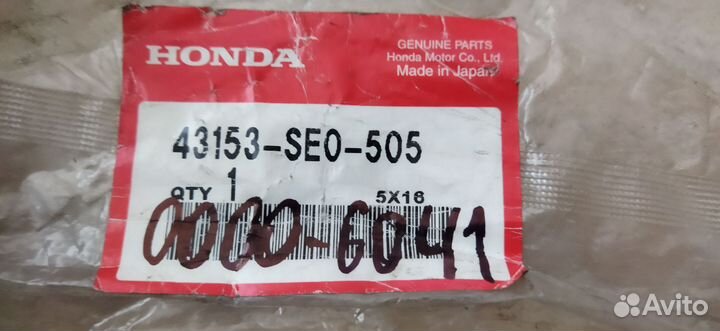 HONDA
GENUINE PARTS
Honda Motor Co., Ltd.
Made in Japan
43153-SE0-505
QTY 1
5X16
0000-6041
Avito